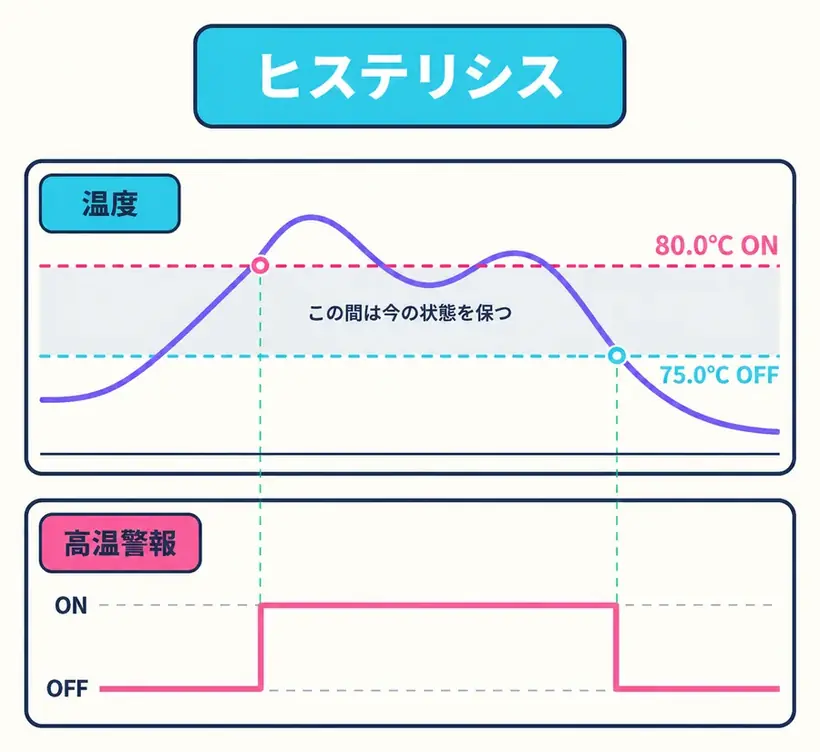 ヒステリシス
温度
80.0℃ ON
この間は今の状態を保つ
75.0℃ OFF
高温警報
ON
OFF